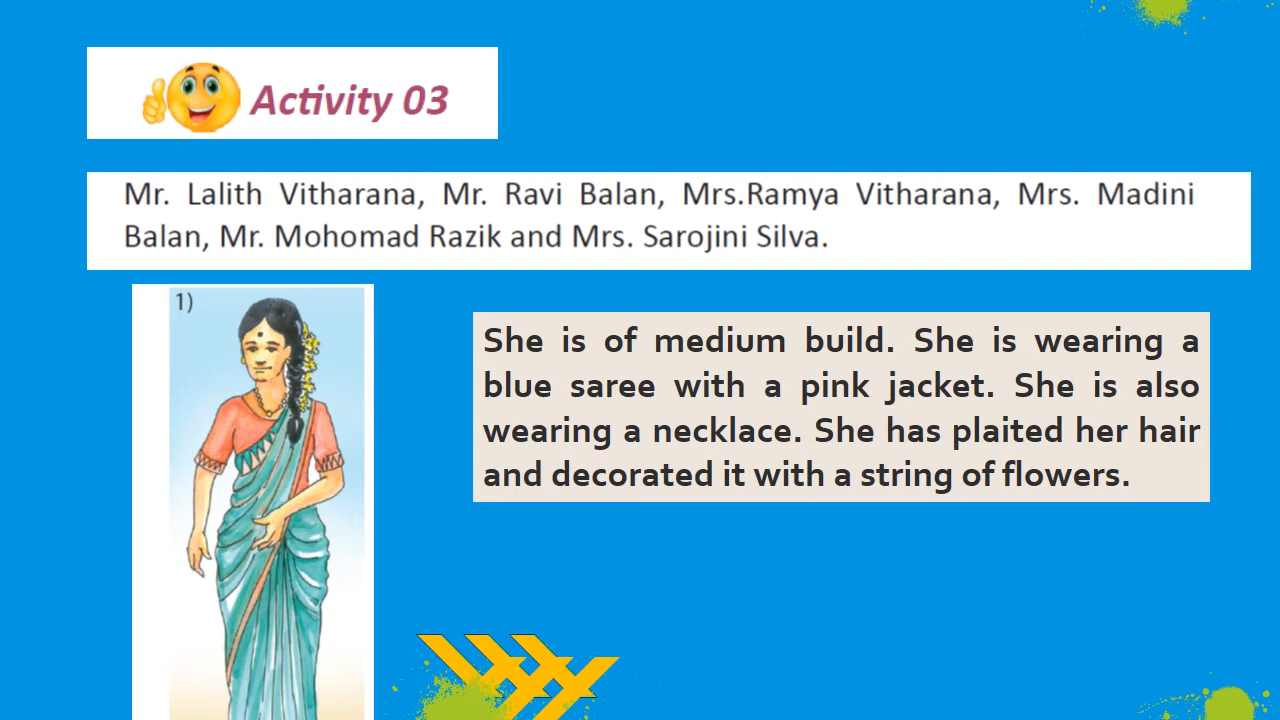 Activity 03
Mr. Lalith Vitharana, Mr. Ravi Balan, Mrs.Ramya Vitharana, Mrs. Madini
Balan, Mr. Mohomad Razik and Mrs. Sarojini Silva.
1)
She is of medium build. She is wearing a
blue saree with a pink jacket. She is also
wearing a necklace. She has plaited her hair
and decorated it with a string of flowers.